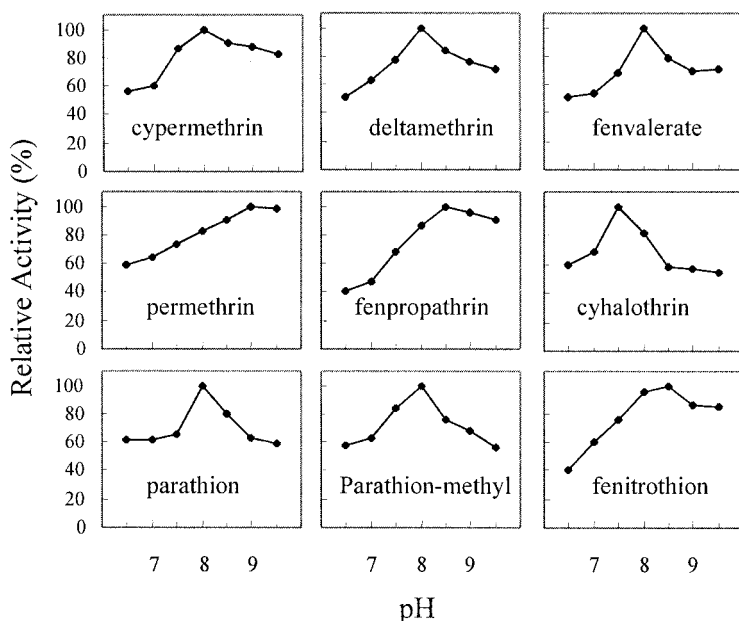 Relative Activity (%)
100
80
60
40
20
0
cypermethrin
deltamethrin
fenvalerate
100
80
60
40
20
0
permethrin
fenpropathrin
cyhalothrin
100
80
60
40
20
0
parathion
Parathion-methyl
fenitrothion
7 8 9
7 8 9
7 8 9
pH